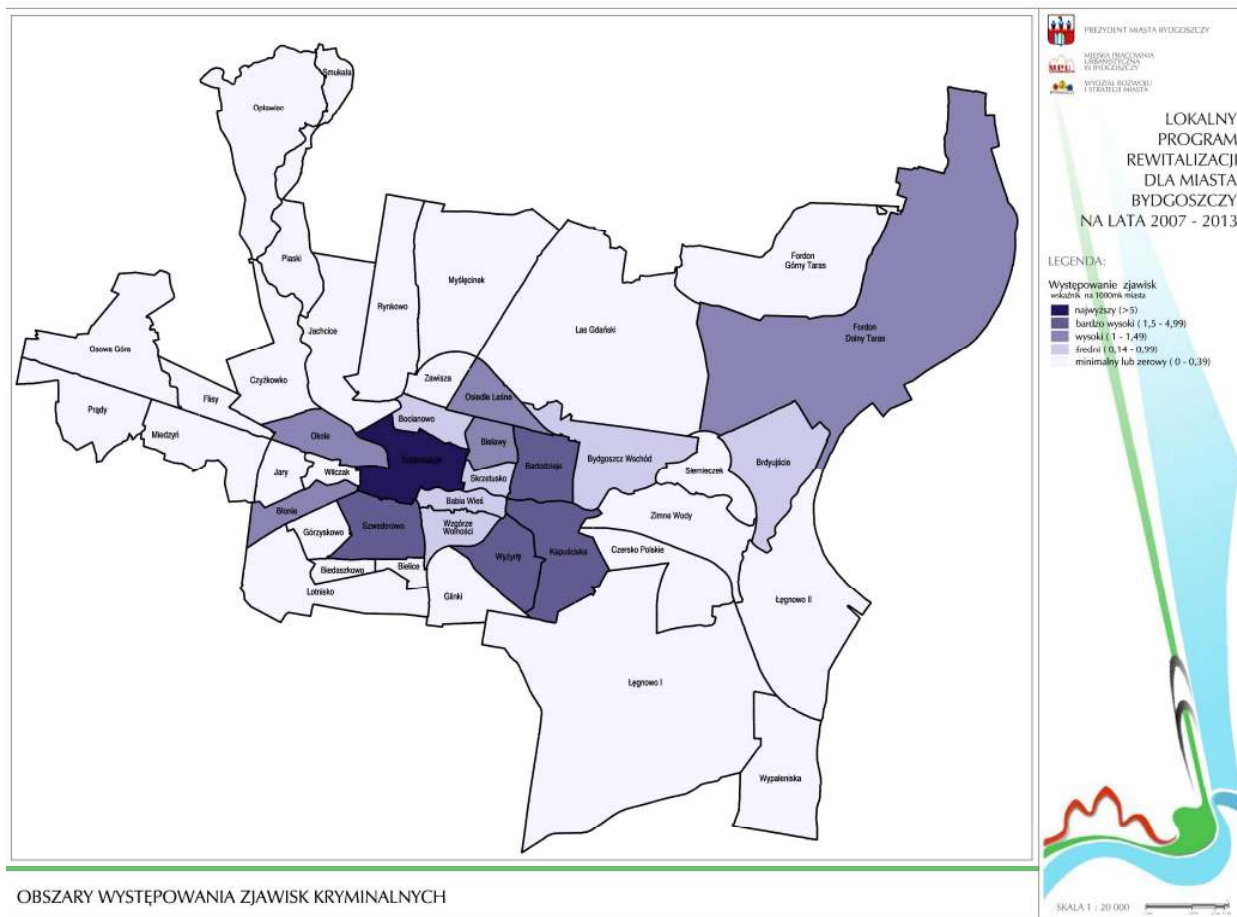 PREZYDENT MIASTA BYDGOSZCZY
MIEJSKA PRACOWNIA
URBANISTYCZNA
W BYDGOSZCZY
WYDZIAŁ ROZWOJU
I STRATEGII MIASTA
LOKALNY
PROGRAM
REWITALIZACJI
DLA MIASTA
BYDGOSZCZY
NA LATA 2007 - 2013
LEGENDA:
Występowanie zjawisk
wskaźnik na 1000mk miasta
najwyższy (>5)
bardzo wysoki ( 1,5 - 4,99)
wysoki ( 1 - 1,49)
średni ( 0,14 - 0,99)
minimalny lub zerowy ( 0 - 0,39)
Smukała
Opławiec
Piaski
Fordon
Górny Taras
Myślęcinek
Rynkowo
Jachcice
Las Gdański
Fordon
Dolny Taras
Osowa Góra
Czyżkowko
Zawisza
Flisy
Osiedle Leśne
Prądy
Bocianowo
Miedzyń
Okole
Bielawy
Bartodzieje
Bydgoszcz Wschód
Siernieczek
Brdyujście
Jary
Wilczak
Skrzetusko
Babia Wieś
Błonie
Zimne Wody
Górzyskowo
Szwederowo
Wzgórze
Wolności
Wyżyny
Kapuściska
Czersko Polskie
Biedaszkowo
Bielice
Lotnisko
Glinki
Łęgnowo II
Łęgnowo I
Wypaleniska
OBSZARY WYSTĘPOWANIA ZJAWISK KRYMINALNYCH
SKALA 1 : 20 000